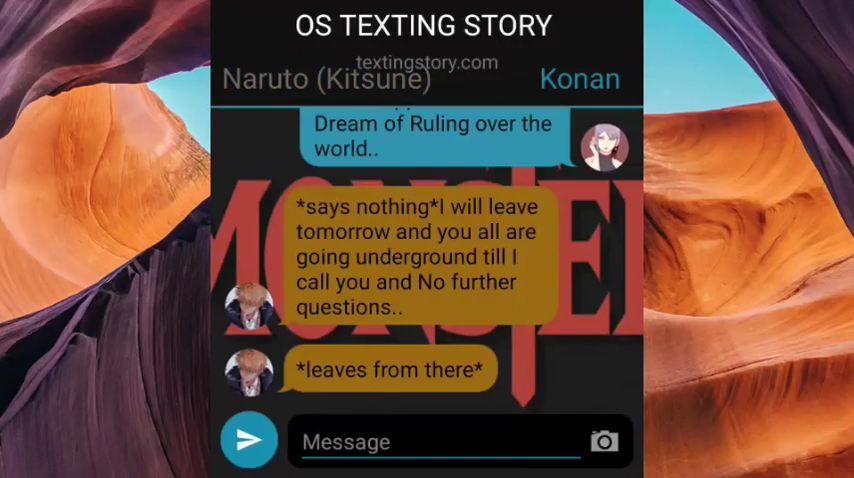 OS TEXTING STORY
textingstory.com
Naruto (Kitsune)
Konan
Dream of Ruling over the
world..
MONSTER
*says nothing*I will leave
tomorrow and you all are
going underground till I
call you and No further
questions..
*leaves from there*
Message